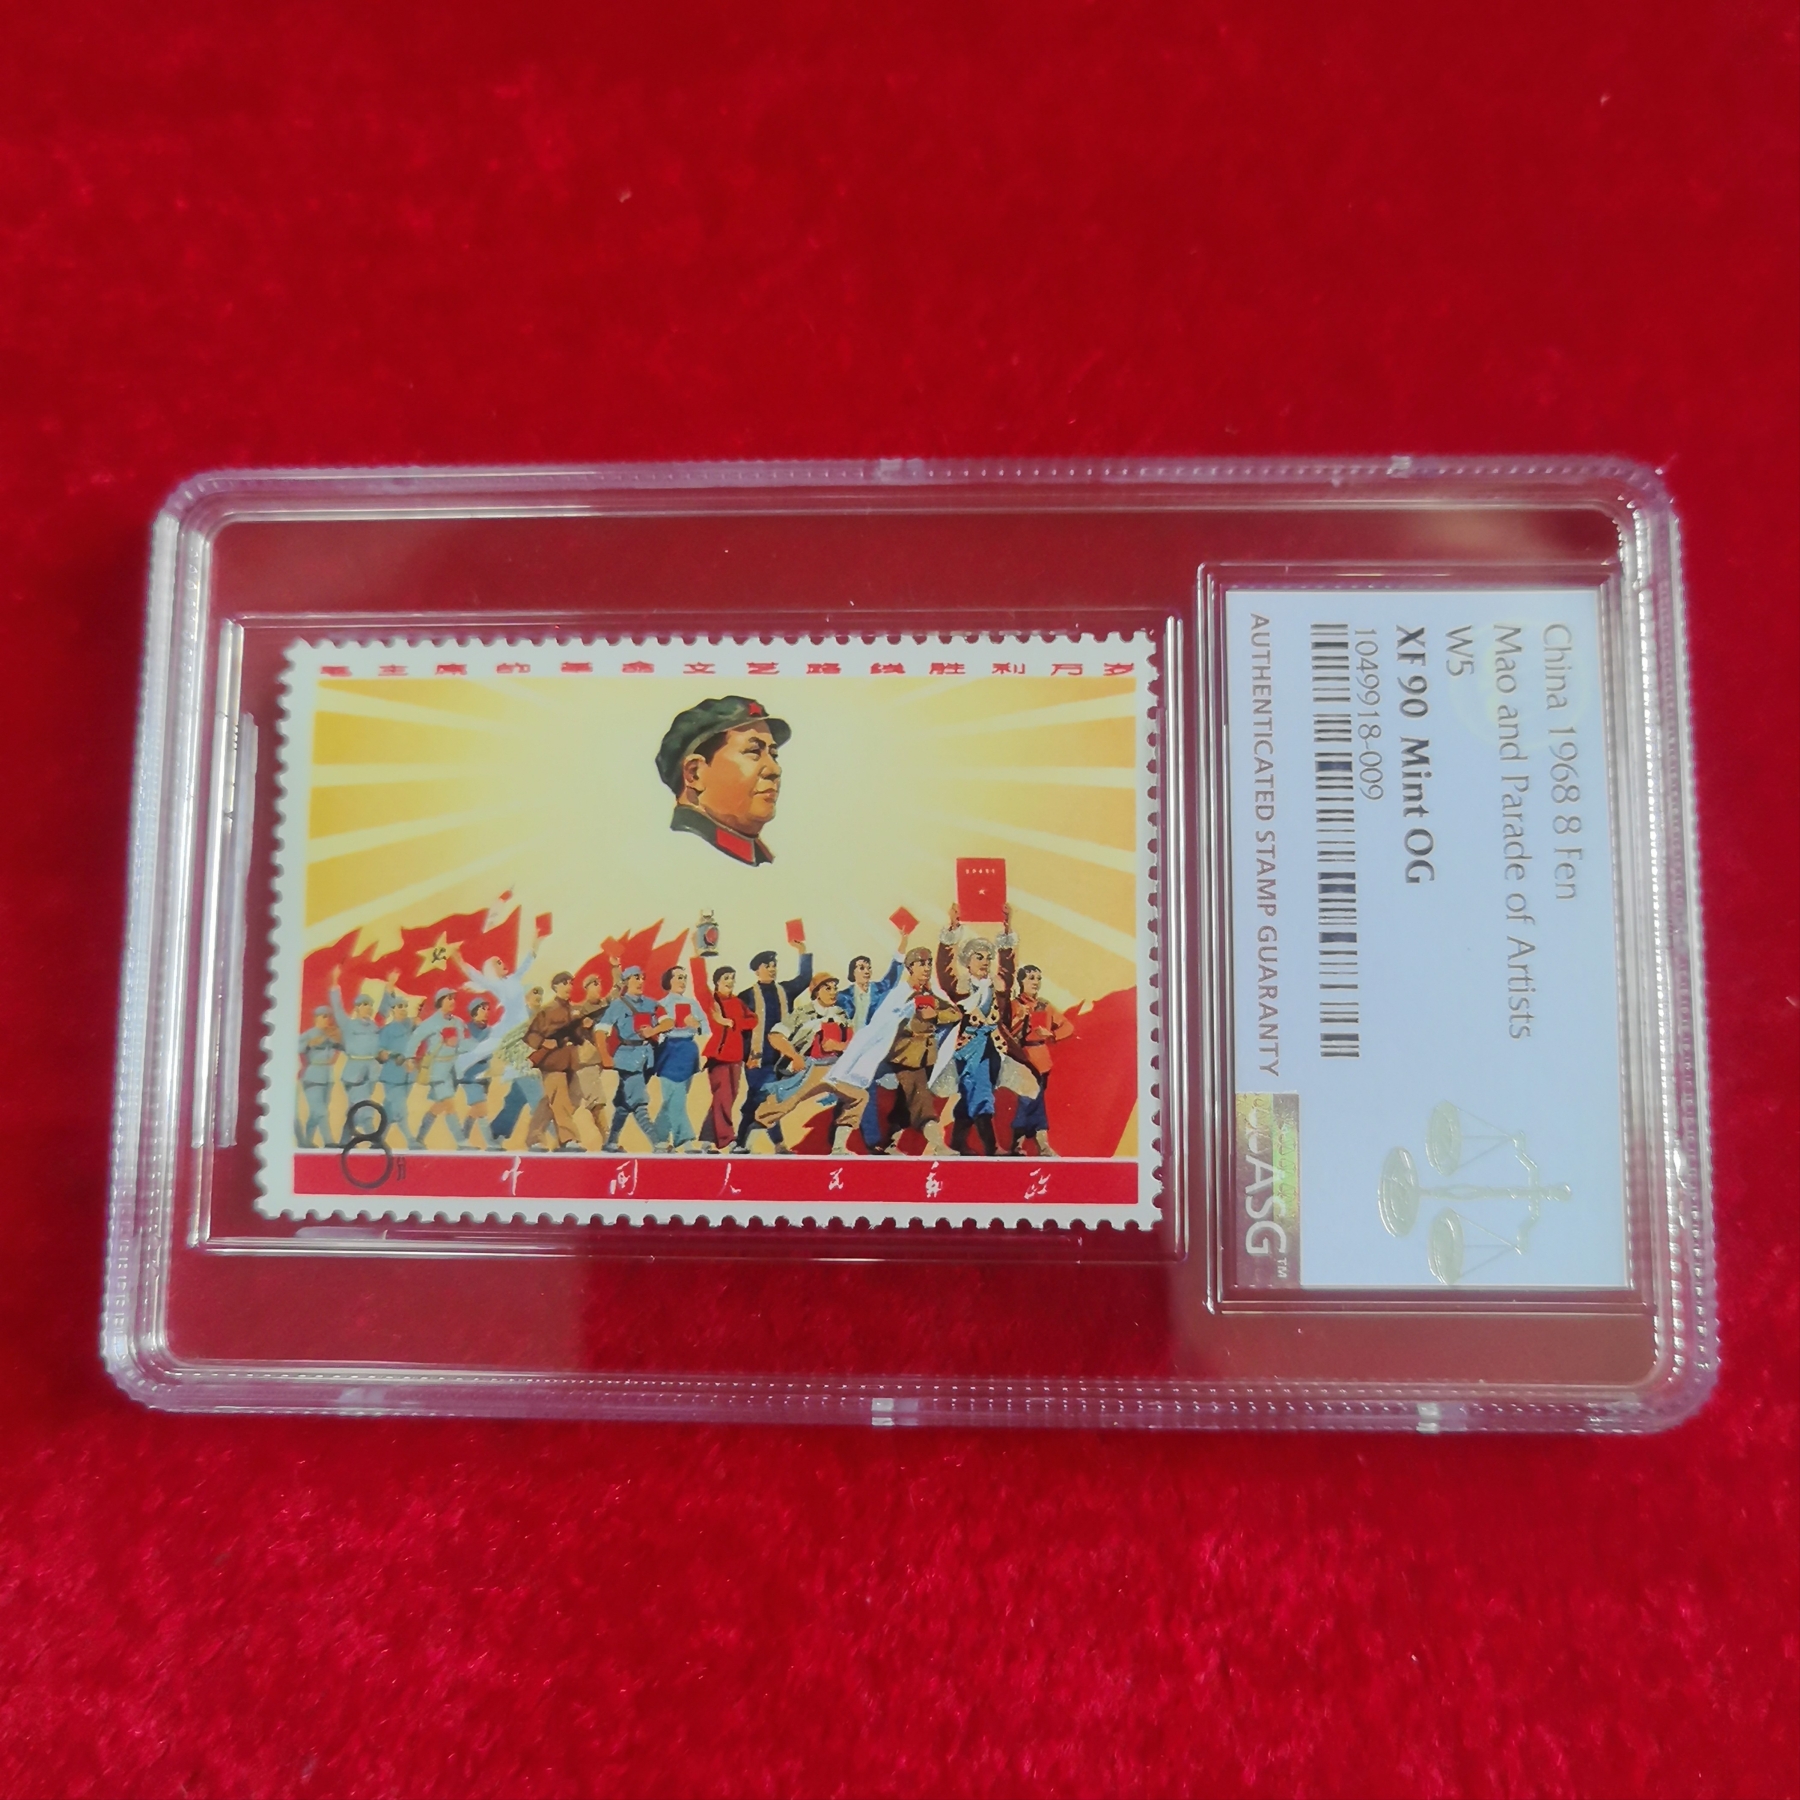 毛主席的革命文艺路线胜利万岁
8分
中国人民邮政
China 1968 8 Fen
Mao and Parade of Artists
W5
XF 90 Mint OG
10499918-009
AUTHENTICATED STAMP GUARANTY
ASG™